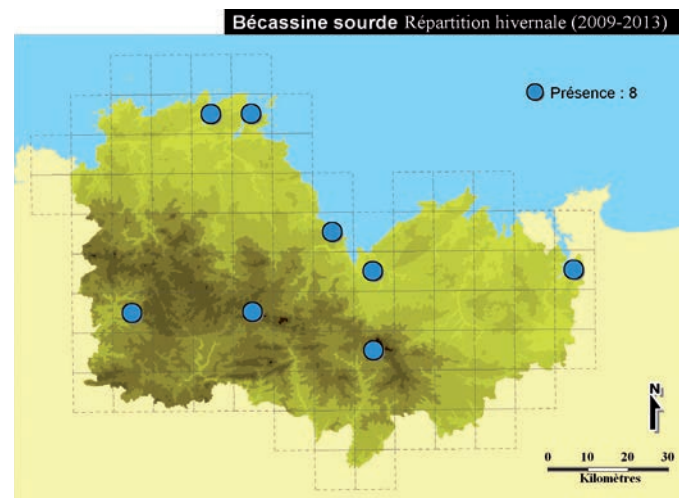 Bécassine sourde Répartition hivernale (2009-2013)
Présence : 8
N
0 10 20 30
Kilomètres